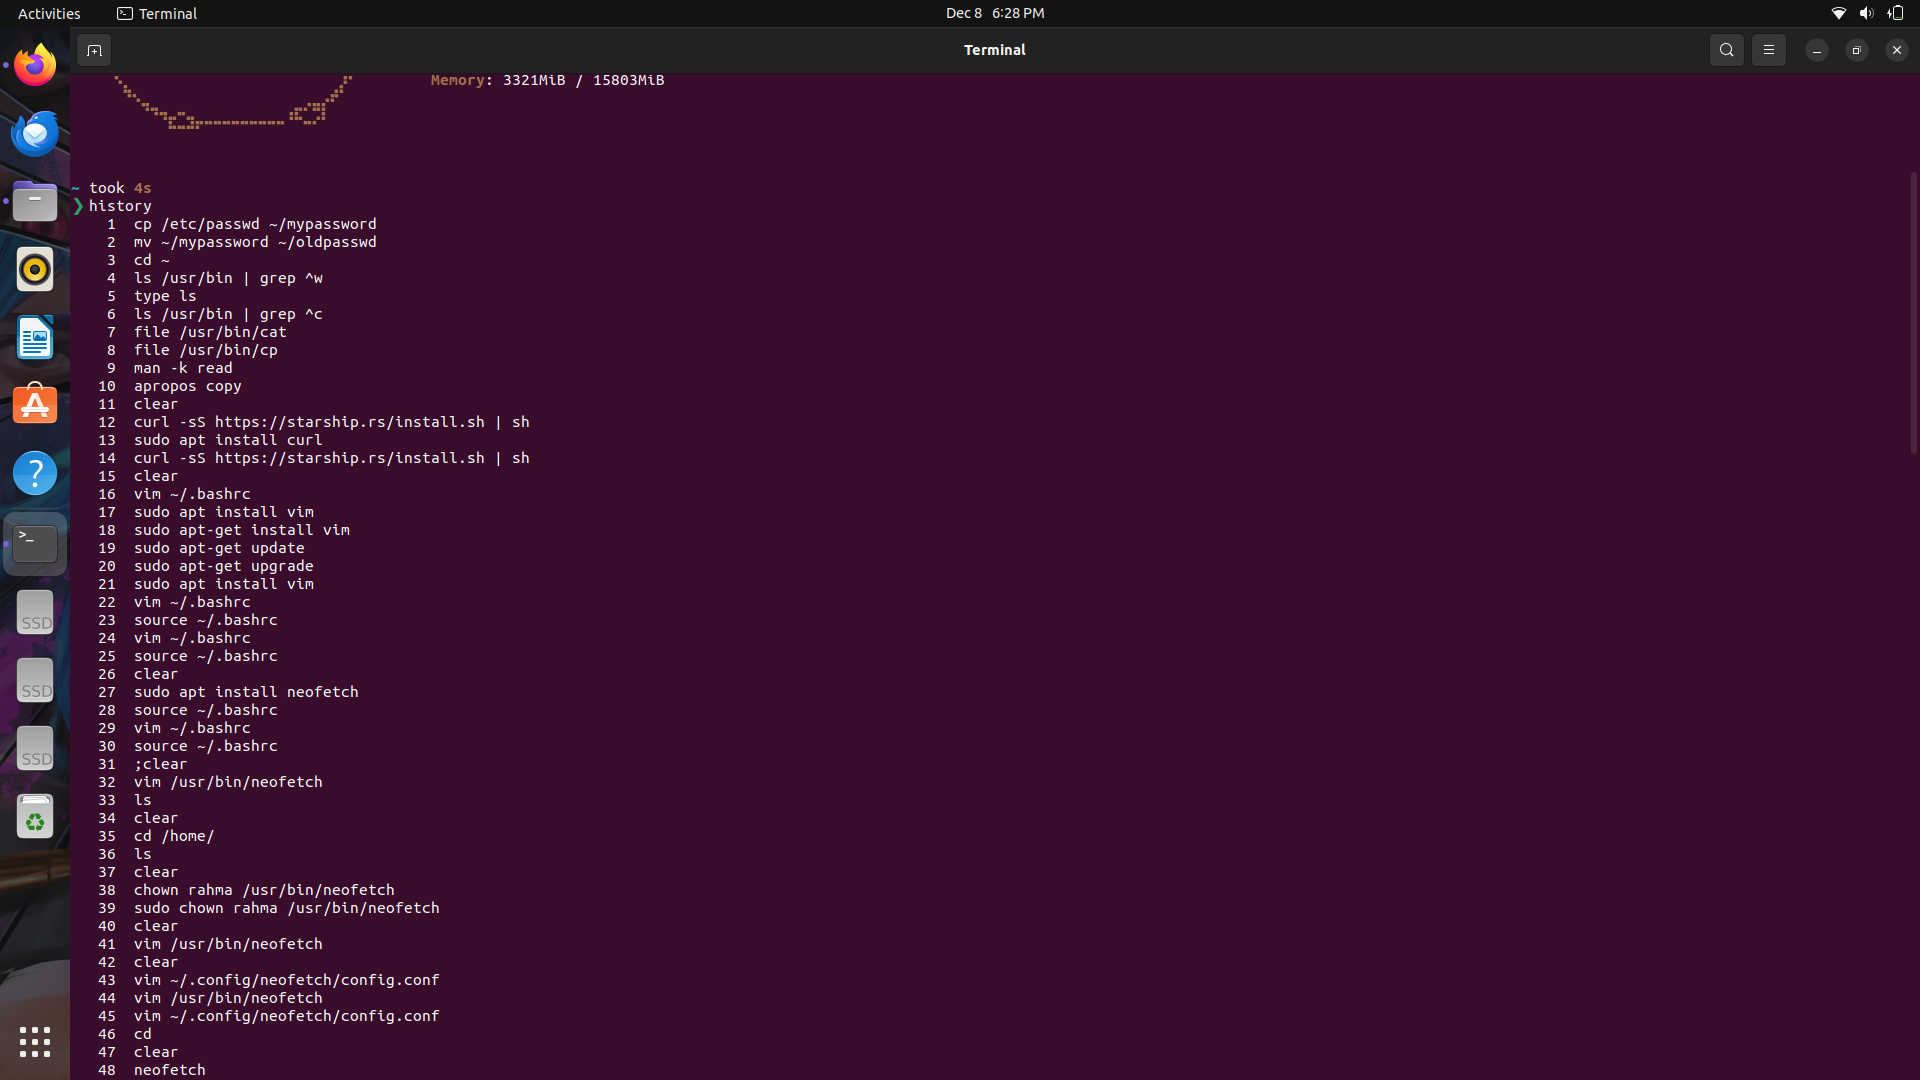 Activities
Terminal
Dec 8 6:28 PM
Terminal
Memory: 3321MiB / 15803MiB
~ took 4s
❯ history
1 cp /etc/passwd ~/mypassword
2 mv ~/mypassword ~/oldpasswd
3 cd ~
4 ls /usr/bin | grep ^w
5 type ls
6 ls /usr/bin | grep ^c
7 file /usr/bin/cat
8 file /usr/bin/cp
9 man -k read
10 apropos copy
11 clear
12 curl -sS https://starship.rs/install.sh | sh
13 sudo apt install curl
14 curl -sS https://starship.rs/install.sh | sh
15 clear
16 vim ~/.bashrc
17 sudo apt install vim
18 sudo apt-get install vim
19 sudo apt-get update
20 sudo apt-get upgrade
21 sudo apt install vim
22 vim ~/.bashrc
23 source ~/.bashrc
24 vim ~/.bashrc
25 source ~/.bashrc
26 clear
27 sudo apt install neofetch
28 source ~/.bashrc
29 vim ~/.bashrc
30 source ~/.bashrc
31 ;clear
32 vim /usr/bin/neofetch
33 ls
34 clear
35 cd /home/
36 ls
37 clear
38 chown rahma /usr/bin/neofetch
39 sudo chown rahma /usr/bin/neofetch
40 clear
41 vim /usr/bin/neofetch
42 clear
43 vim ~/.config/neofetch/config.conf
44 vim /usr/bin/neofetch
45 vim ~/.config/neofetch/config.conf
46 cd
47 clear
48 neofetch
?
>_
SSD
SSD
SSD